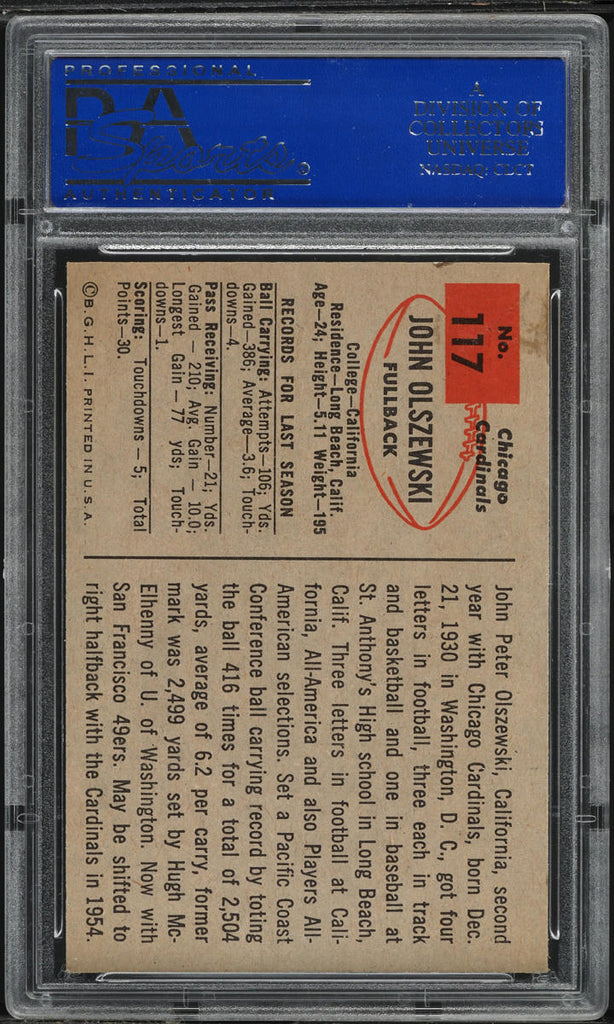 PROFESSIONAL
PSA
Sports
AUTHENTICATOR
A
DIVISION OF
COLLECTORS
UNIVERSE
NASDAQ: CLCT
No.
117
Chicago
Cardinals
JOHN OLSZEWSKI
FULLBACK
College—California
Residence—Long Beach, Calif.
Age—24; Height—5.11 Weight—195
RECORDS FOR LAST SEASON
Ball Carrying: Attempts—106; Yds.
Gained—386; Average—3.6; Touch-
downs—4.
Pass Receiving: Number—21; Yds.
Gained — 210; Avg. Gain — 10.0;
Longest Gain — 77 yds; Touch-
downs—1.
Scoring: Touchdowns — 5; Total
Points—30.
©B.G.H.L.I. PRINTED IN U.S.A.
John Peter Olszewski, California, second
year with Chicago Cardinals, born Dec.
21, 1930 in Washington, D. C., got four
letters in football, three each in track
and basketball and one in baseball at
St. Anthony's High school in Long Beach,
Calif. Three letters in football at Cali-
fornia, All-America and also Players All-
American selections. Set a Pacific Coast
Conference ball carrying record by toting
the ball 416 times for a total of 2,504
yards, average of 6.2 per carry, former
mark was 2,499 yards set by Hugh Mc-
Elhenny of U. of Washington. Now with
San Francisco 49ers. May be shifted to
right halfback with the Cardinals in 1954.